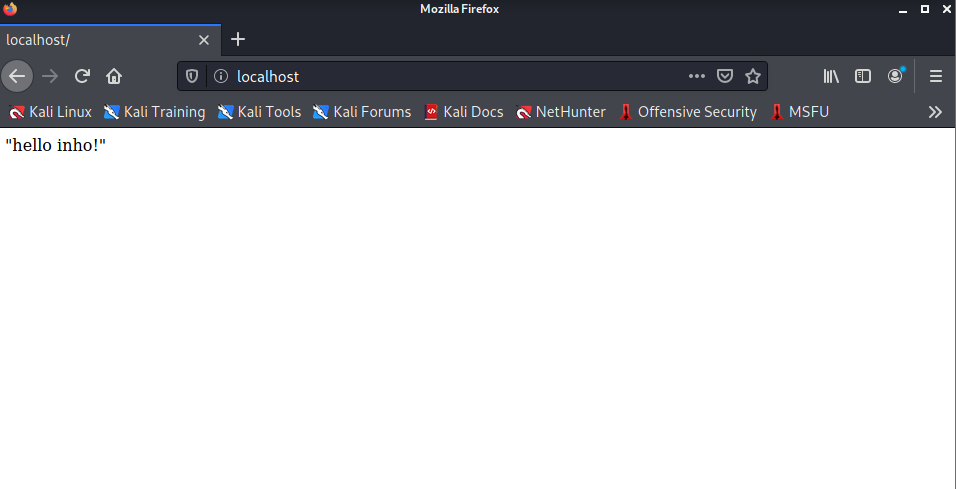 Mozilla Firefox
localhost/
localhost
Kali Linux Kali Training Kali Tools Kali Forums Kali Docs NetHunter Offensive Security MSFU
"hello inho!"